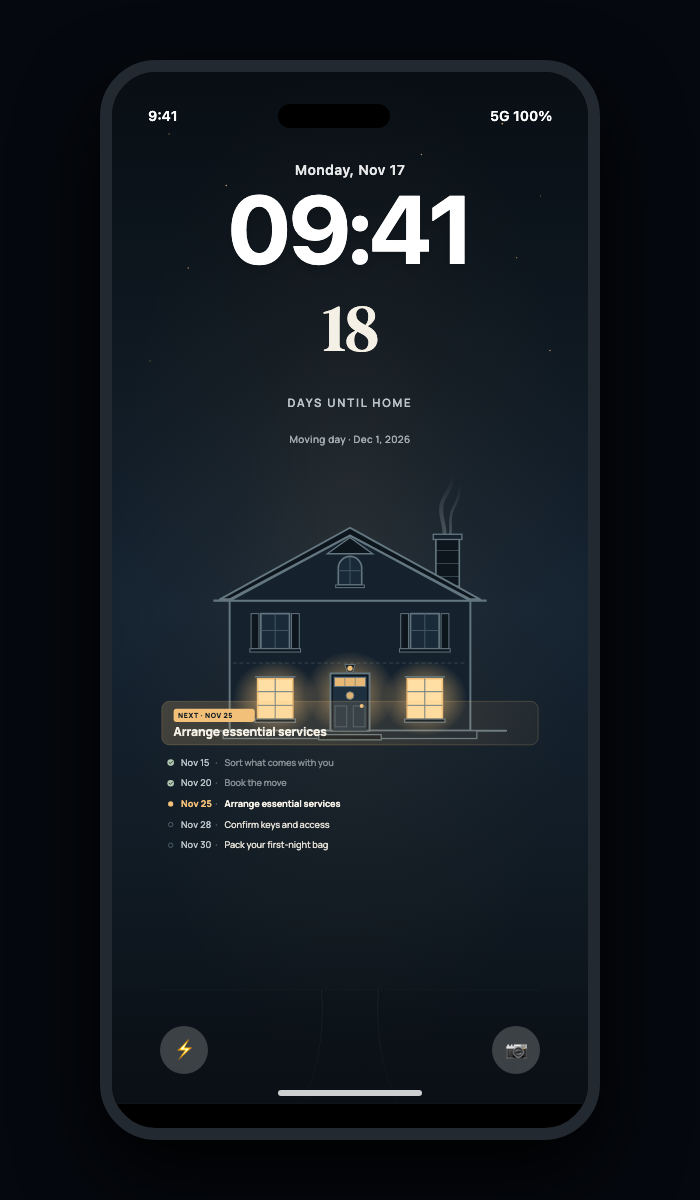 9:41
5G 100%
Monday, Nov 17
09:41
18
DAYS UNTIL HOME
Moving day · Dec 1, 2026
NEXT · NOV 25
Arrange essential services
Nov 15 · Sort what comes with you
Nov 20 · Book the move
Nov 25 · Arrange essential services
Nov 28 · Confirm keys and access
Nov 30 · Pack your first-night bag